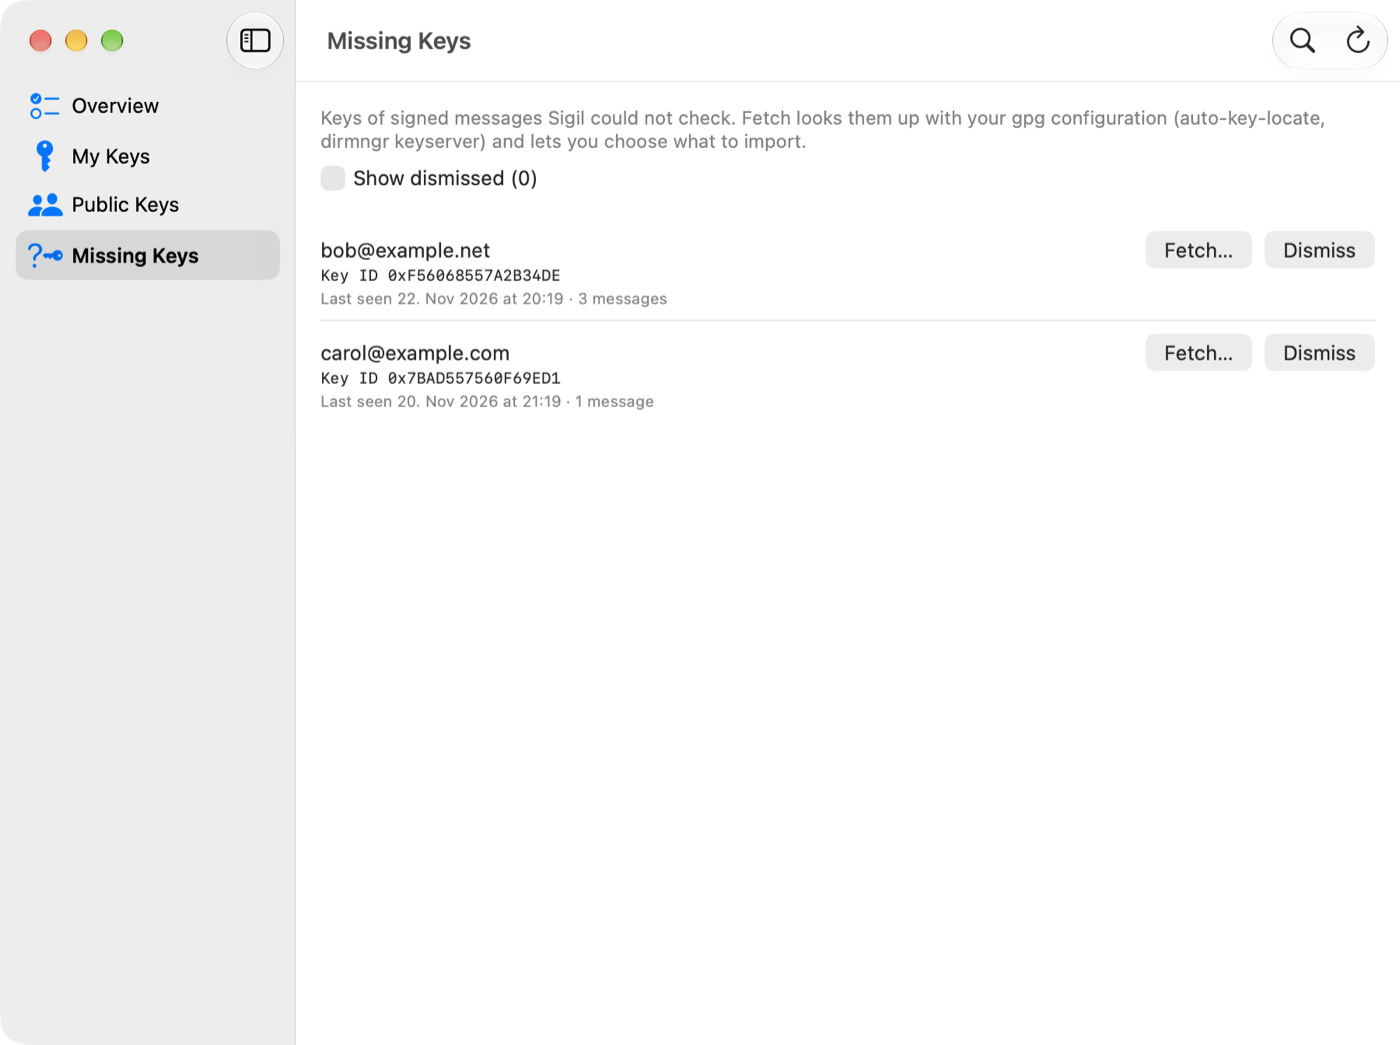 Missing Keys
Overview
My Keys
Public Keys
Missing Keys
Keys of signed messages Sigil could not check. Fetch looks them up with your gpg configuration (auto-key-locate,
dirmngr keyserver) and lets you choose what to import.
Show dismissed (0)
bob@example.net
Fetch...
Dismiss
Key ID 0xF56068557A2B34DE
Last seen 22. Nov 2026 at 20:19 · 3 messages
carol@example.com
Fetch...
Dismiss
Key ID 0x7BAD557560F69ED1
Last seen 20. Nov 2026 at 21:19 · 1 message